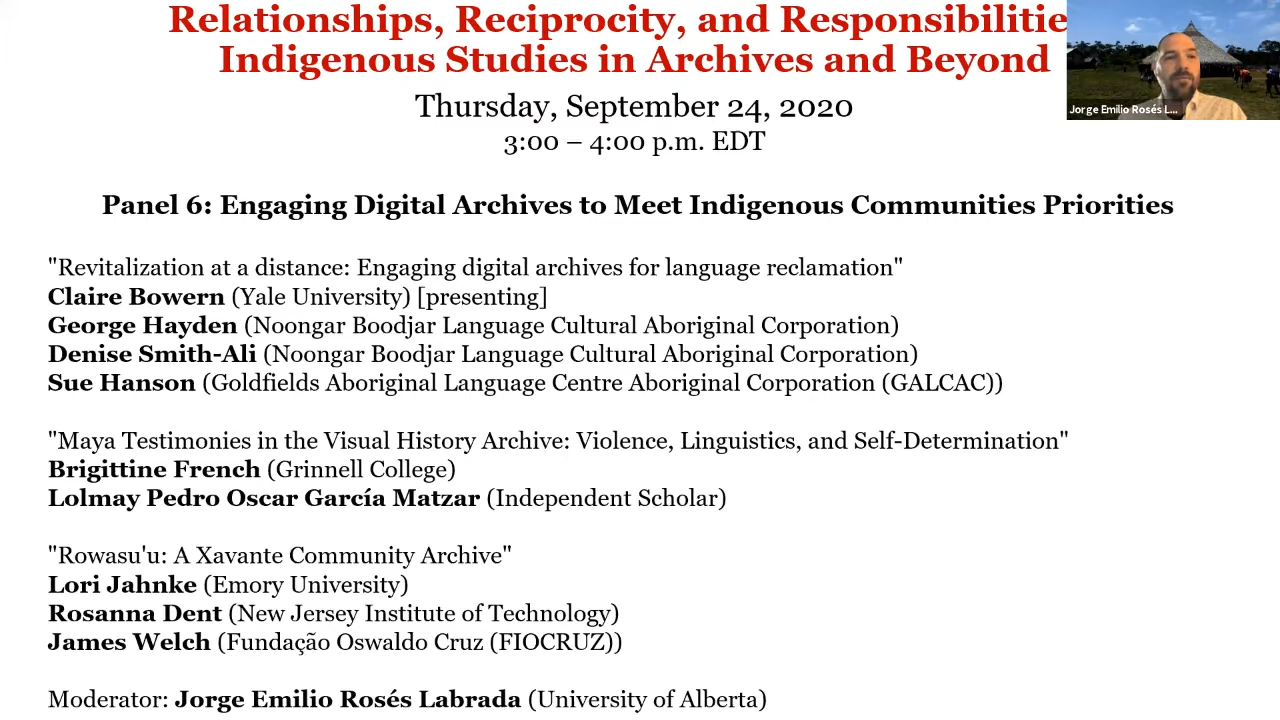 Relationships, Reciprocity, and Responsibilitie
Indigenous Studies in Archives and Beyond
Jorge Emilio Rosés L...
Thursday, September 24, 2020
3:00 – 4:00 p.m. EDT
Panel 6: Engaging Digital Archives to Meet Indigenous Communities Priorities
"Revitalization at a distance: Engaging digital archives for language reclamation"
Claire Bowern (Yale University) [presenting]
George Hayden (Noongar Boodjar Language Cultural Aboriginal Corporation)
Denise Smith-Ali (Noongar Boodjar Language Cultural Aboriginal Corporation)
Sue Hanson (Goldfields Aboriginal Language Centre Aboriginal Corporation (GALCAC))
"Maya Testimonies in the Visual History Archive: Violence, Linguistics, and Self-Determination"
Brigittine French (Grinnell College)
Lolmay Pedro Oscar García Matzar (Independent Scholar)
"Rowasu'u: A Xavante Community Archive"
Lori Jahnke (Emory University)
Rosanna Dent (New Jersey Institute of Technology)
James Welch (Fundação Oswaldo Cruz (FIOCRUZ))
Moderator: Jorge Emilio Rosés Labrada (University of Alberta)